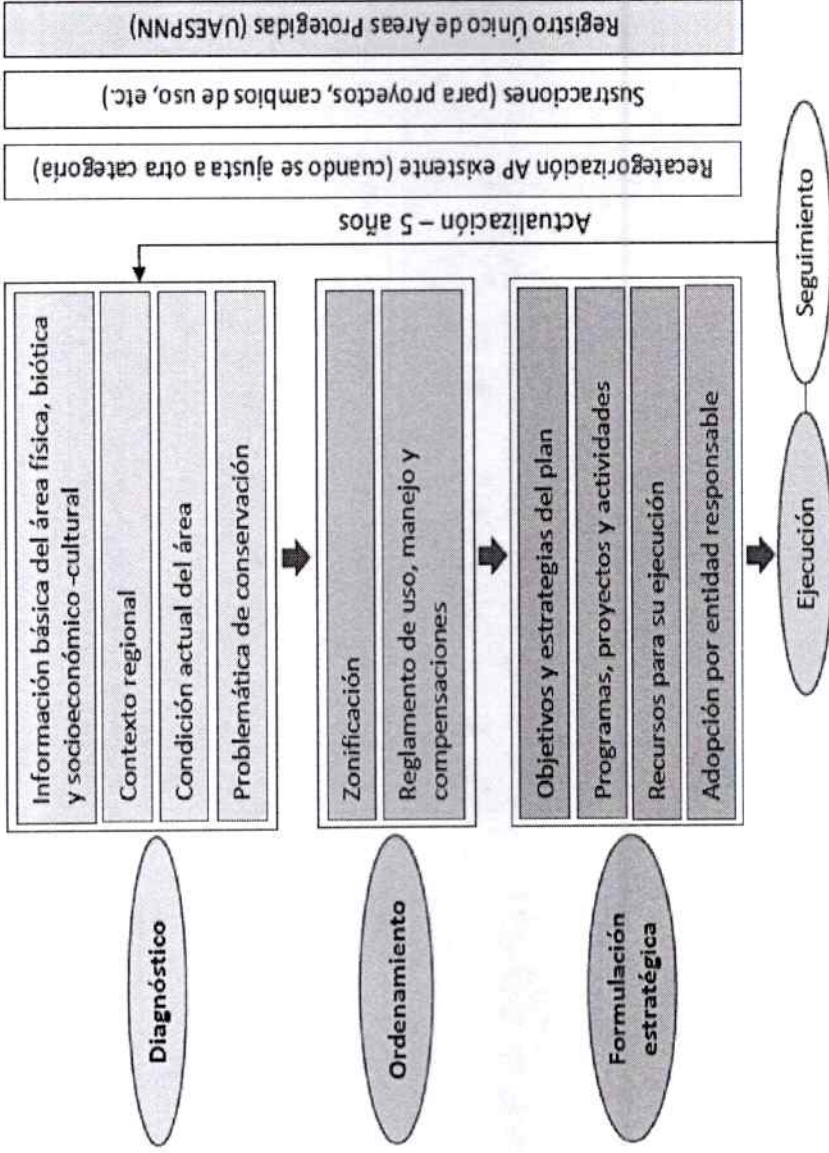 Diagnóstico
Información básica del área física, biótica
y socioeconómico -cultural
Contexto regional
Condición actual del área
Problemática de conservación
Ordenamiento
Zonificación
Reglamento de uso, manejo y
compensaciones
Formulación
estratégica
Objetivos y estrategias del plan
Programas, proyectos y actividades
Recursos para su ejecución
Adopción por entidad responsable
Ejecución
Seguimiento
Actualización – 5 años
Recategorización AP existente (cuando se ajusta a otra categoría)
Sustracciones (para proyectos, cambios de uso, etc.)
Registro Único de Áreas Protegidas (UAESPNN)